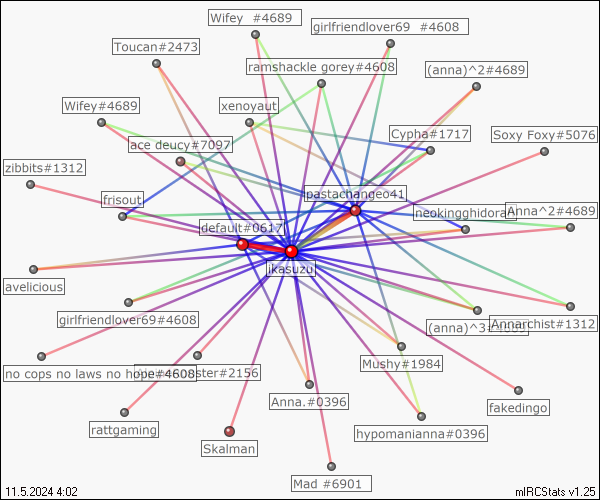 Wifey #4689
girlfriendlover69 #4608
Toucan#2473
ramshackle gorey#4608
(anna)^2#4689
Wifey#4689
xenoyaut
Cypha#1717
Soxy Foxy#5076
ace deucy#7097
zibbits#1312
pastachangeo41
frisout
neokingghidorah
Anna^2#4689
default#0617
ikasuzu
avelicious
girlfriendlover69#4608
(anna)^3
Annarchist#1312
no cops no laws no hope#4608
ster#2156
Mushy#1984
Anna.#0396
fakedingo
rattgaming
hypomanianna#0396
Skalman
Mad #6901
11.5.2024 4:02
mIRCStats v1.25